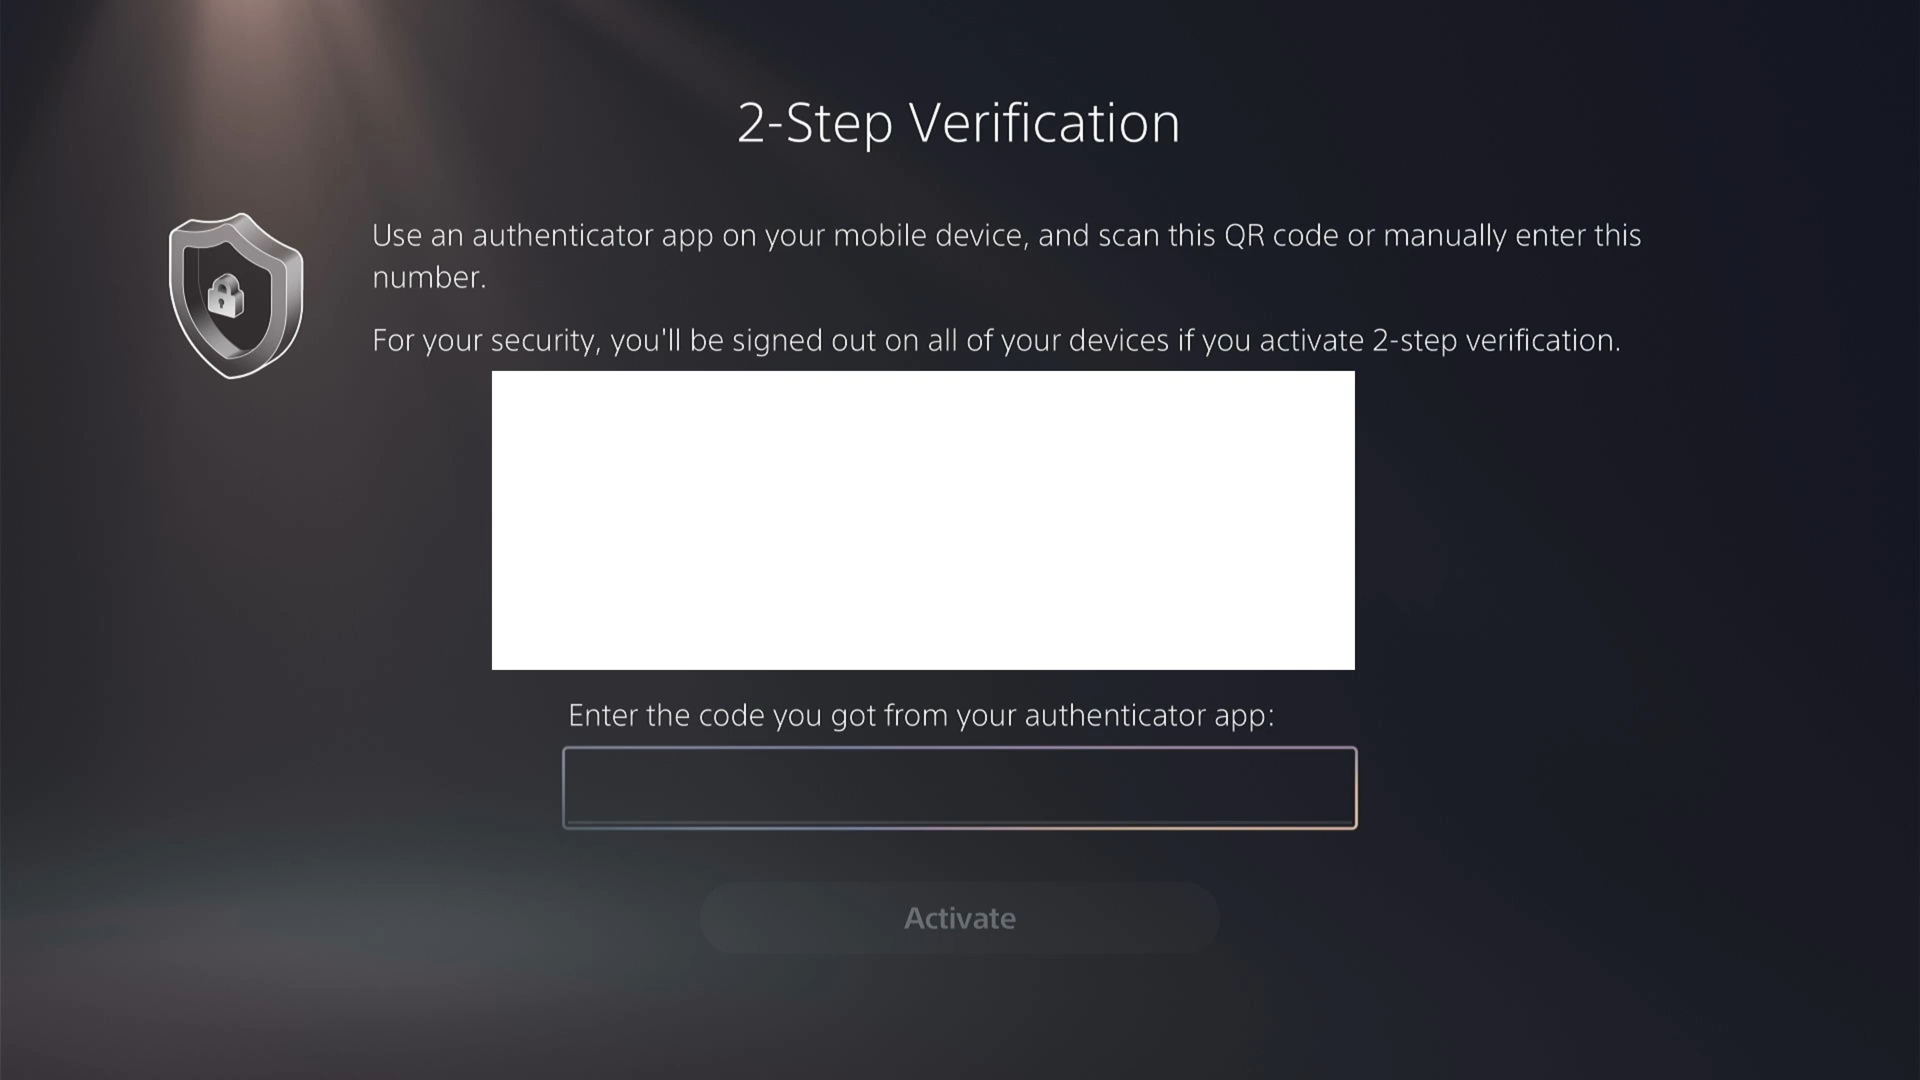 2-Step Verification
Use an authenticator app on your mobile device, and scan this QR code or manually enter this
number.
For your security, you'll be signed out on all of your devices if you activate 2-step verification.
Enter the code you got from your authenticator app:
Activate